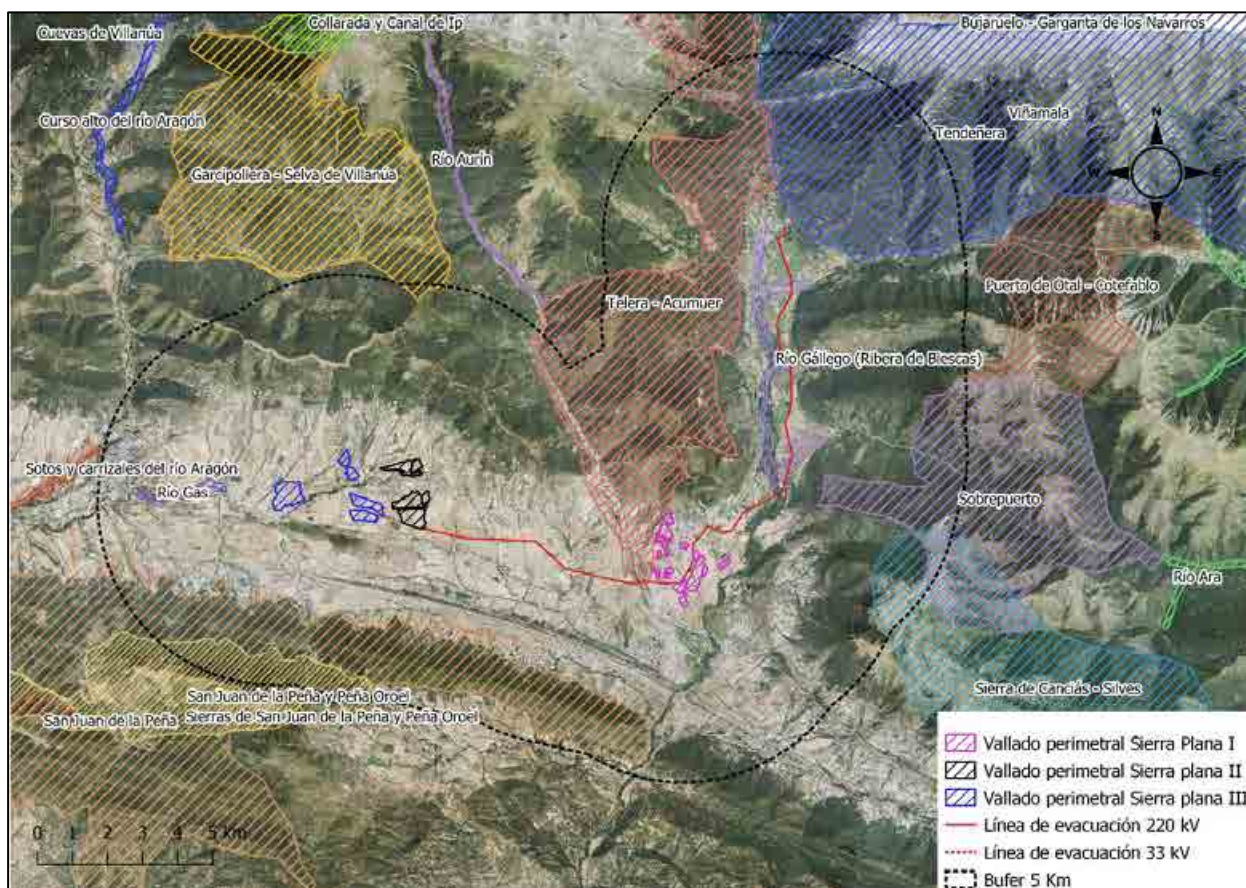 Cuevas de Villanúa
Collarada y Canal de Ip
Bujaruelo - Garganta de los Navarros
Viñamala
Curso alto del río Aragón
Tendeñera
N
Río Aurín
Garcipollera - Selva de Villanúa
W
E
S
Puerto de Otal - Cotefablo
Telera - Acumuer
Río Gállego (Ribera de Biescas)
Sotos y carrizales del río Aragón
Río Gas
Sobrepuerto
Río Ara
San Juan de la Peña y Peña Oroel
Sierra de Canciás - Silves
San Juan de la Peña
Sierras de San Juan de la Peña y Peña Oroel
Vallado perimetral Sierra Plana I
Vallado perimetral Sierra plana II
Vallado perimetral Sierra plana III
0 1 2 3 4 5 km
Línea de evacuación 220 kV
Línea de evacuación 33 kV
Bufer 5 Km